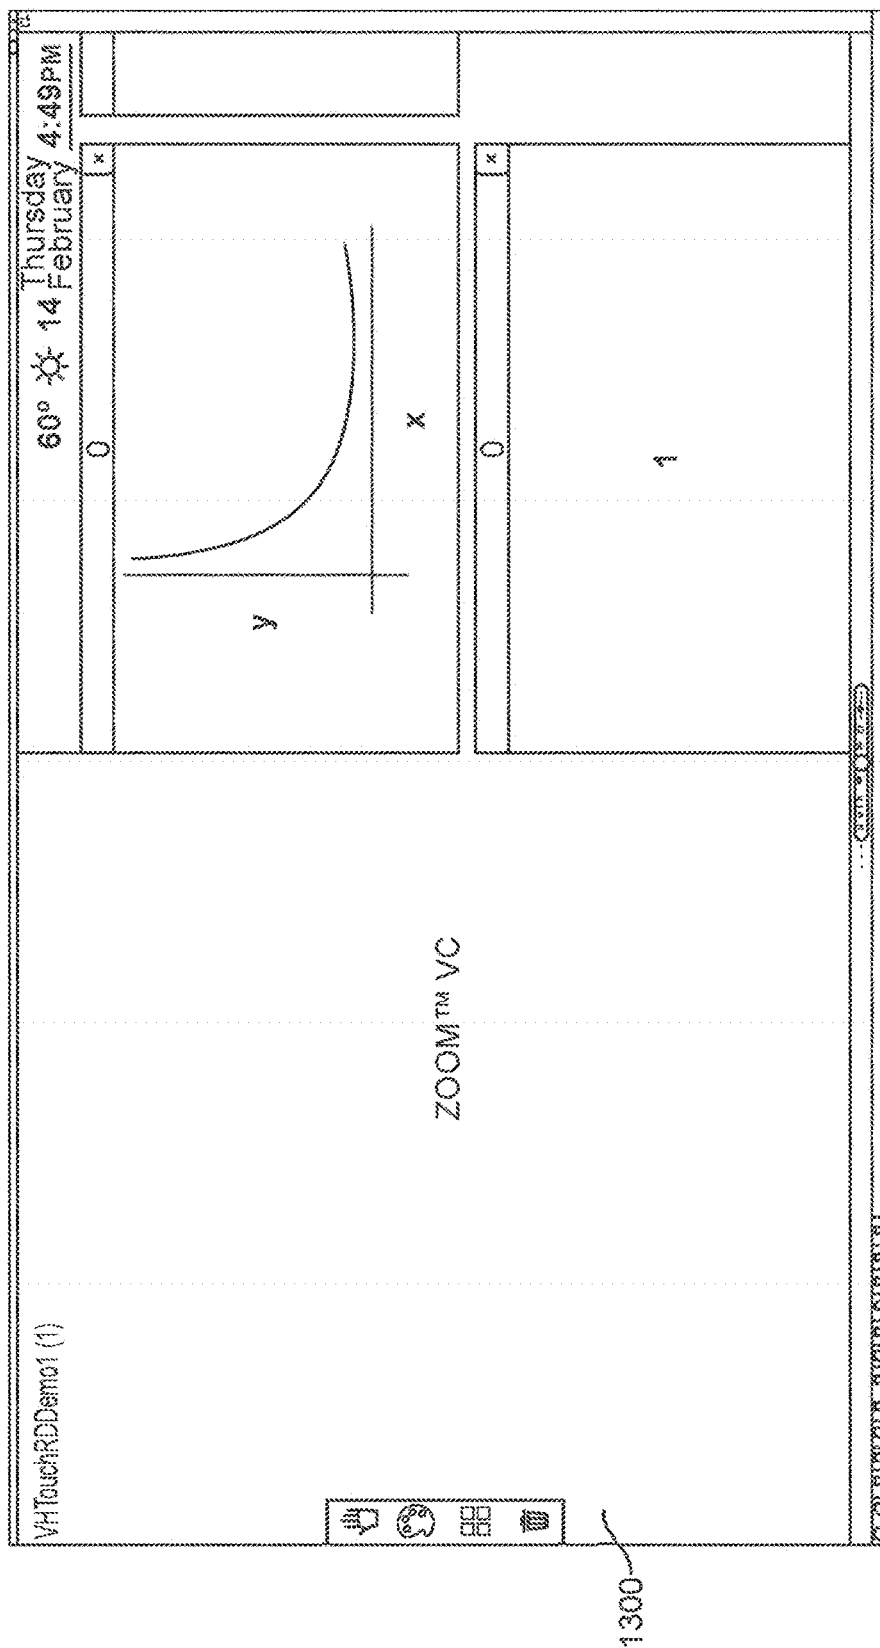 VHTouchRDDemo1 (1)
60° 14 Thursday February 4:49PM
ZOOM™ VC
0
x
y
x
0
x
1
1300